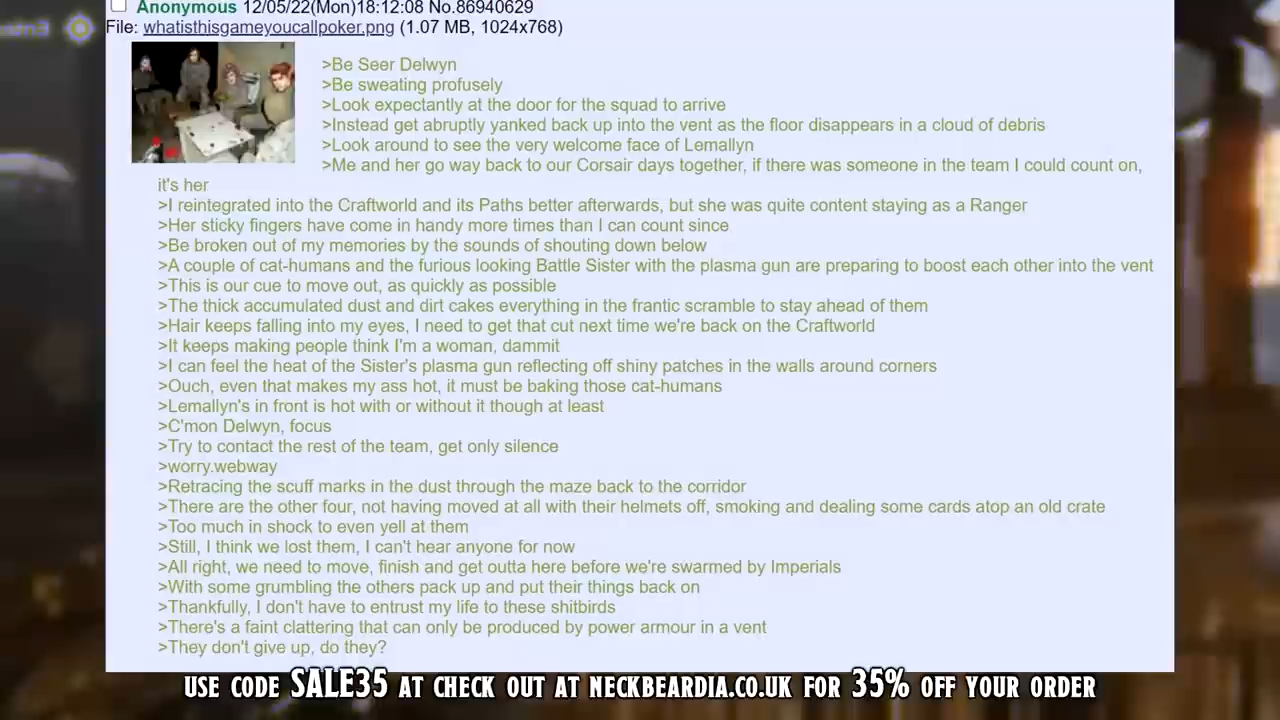 Anonymous 12/05/22(Mon)18:12:08 No.86940629
File: whatisthisgameyoucallpoker.png (1.07 MB, 1024x768)
>Be Seer Delwyn
>Be sweating profusely
>Look expectantly at the door for the squad to arrive
>Instead get abruptly yanked back up into the vent as the floor disappears in a cloud of debris
>Look around to see the very welcome face of Lemallyn
>Me and her go way back to our Corsair days together, if there was someone in the team I could count on,
it's her
>I reintegrated into the Craftworld and its Paths better afterwards, but she was quite content staying as a Ranger
>Her sticky fingers have come in handy more times than I can count since
>Be broken out of my memories by the sounds of shouting down below
>A couple of cat-humans and the furious looking Battle Sister with the plasma gun are preparing to boost each other into the vent
>This is our cue to move out, as quickly as possible
>The thick accumulated dust and dirt cakes everything in the frantic scramble to stay ahead of them
>Hair keeps falling into my eyes, I need to get that cut next time we're back on the Craftworld
>It keeps making people think I'm a woman, dammit
>I can feel the heat of the Sister's plasma gun reflecting off shiny patches in the walls around corners
>Ouch, even that makes my ass hot, it must be baking those cat-humans
>Lemallyn's in front is hot with or without it though at least
>C'mon Delwyn, focus
>Try to contact the rest of the team, get only silence
>worry.webway
>Retracing the scuff marks in the dust through the maze back to the corridor
>There are the other four, not having moved at all with their helmets off, smoking and dealing some cards atop an old crate
>Too much in shock to even yell at them
>Still, I think we lost them, I can't hear anyone for now
>All right, we need to move, finish and get outta here before we're swarmed by Imperials
>With some grumbling the others pack up and put their things back on
>Thankfully, I don't have to entrust my life to these shitbirds
>There's a faint clattering that can only be produced by power armour in a vent
>They don't give up, do they?
USE CODE SALE35 AT CHECK OUT AT NECKBEARDIA.CO.UK FOR 35% OFF YOUR ORDER